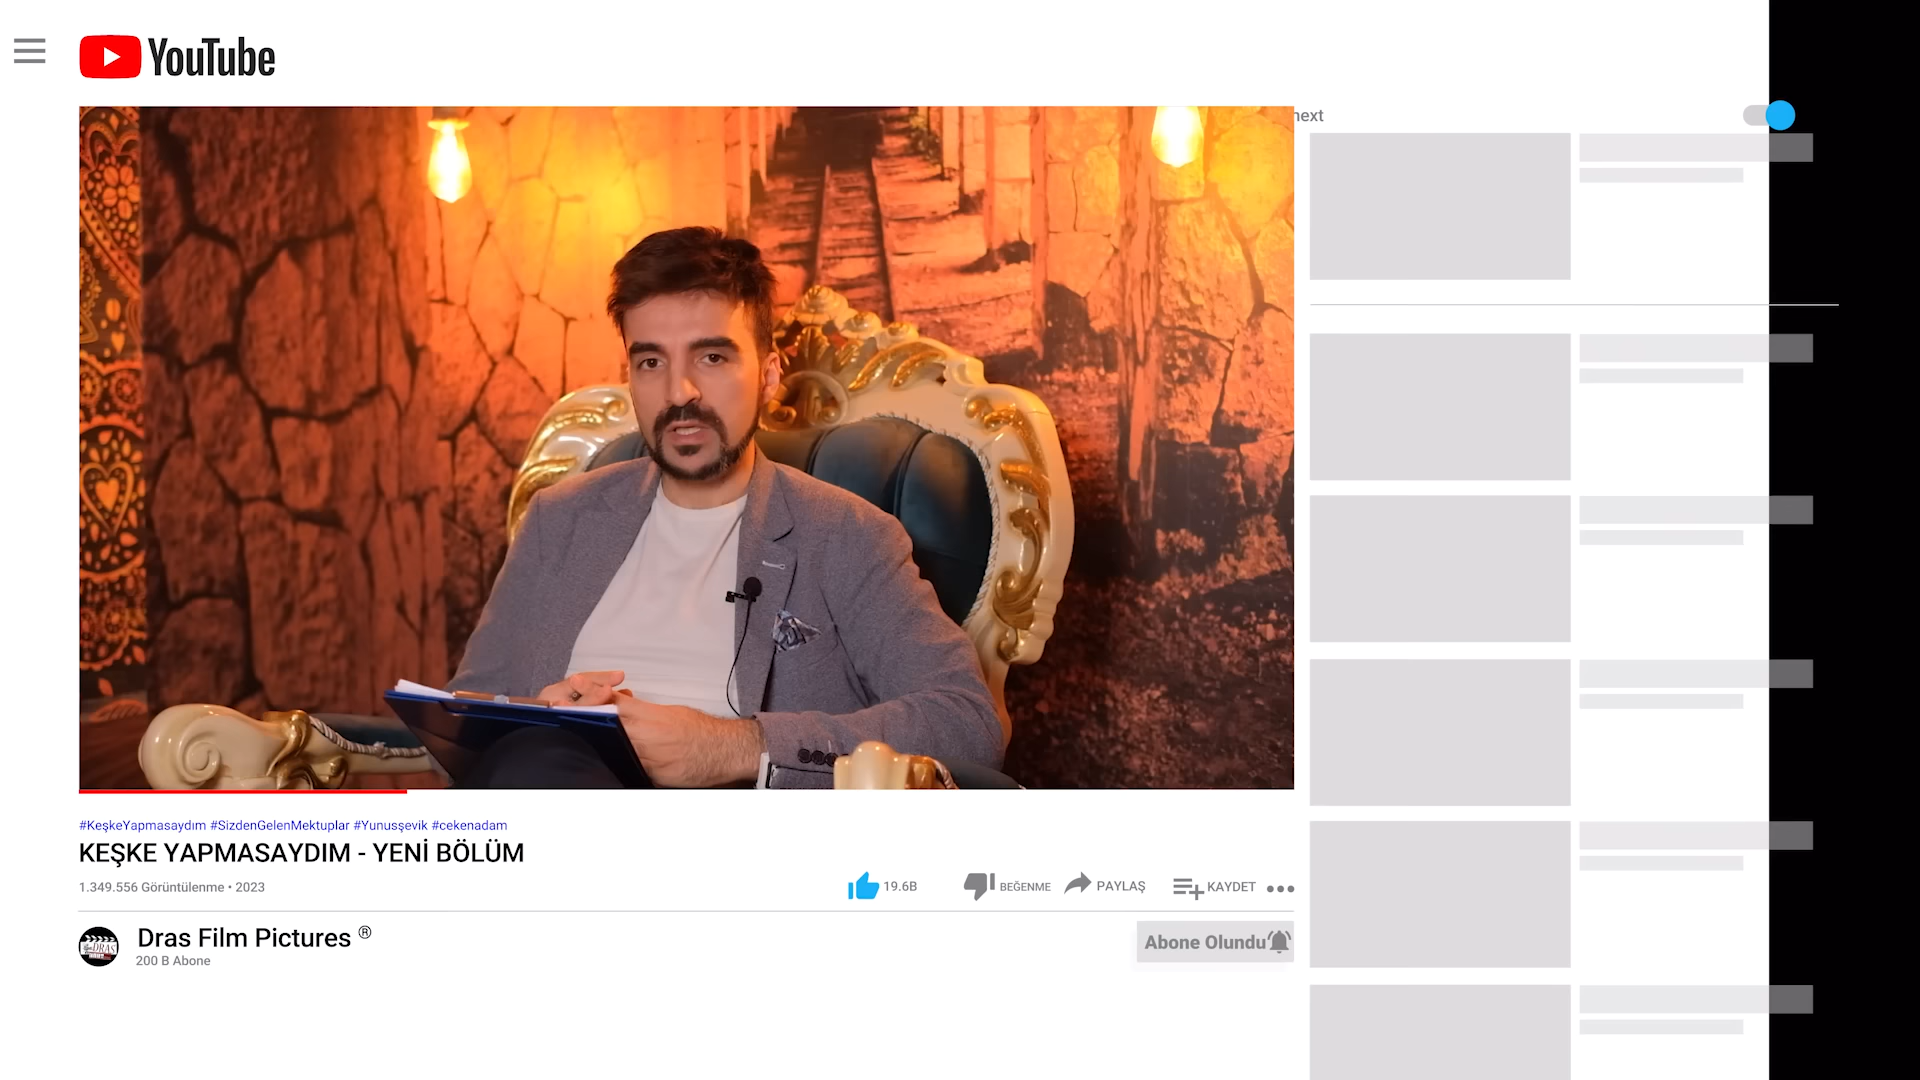 YouTube
next
#KeşkeYapmasaydım #SizdenGelenMektuplar #Yunusşevik #cekenadam
KEŞKE YAPMASAYDIM - YENİ BÖLÜM
1.349.556 Görüntülenme • 2023
19.6B
BEĞENME
PAYLAŞ
KAYDET
Dras Film Pictures ®
200 B Abone
Abone Olundu